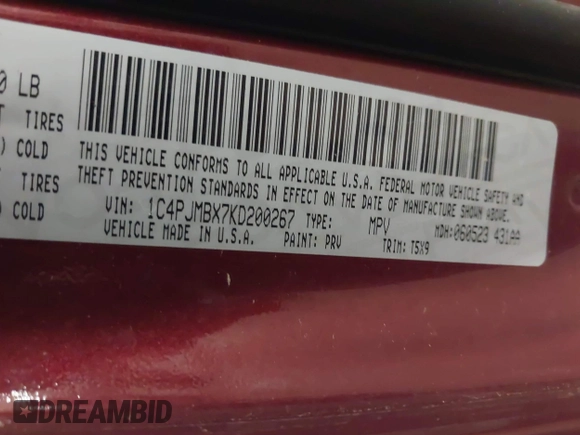 0 LB
TIRES
) COLD
TIRES
) COLD
THIS VEHICLE CONFORMS TO ALL APPLICABLE U.S.A. FEDERAL MOTOR VEHICLE SAFETY AND
THEFT PREVENTION STANDARDS IN EFFECT ON THE DATE OF MANUFACTURE SHOWN ABOVE.
VIN: 1C4PJMBX7KD200267 TYPE: MPV MDH:060523 431AA
VEHICLE MADE IN U.S.A. PAINT: PRV TRIM: T5X9
DREAMBID